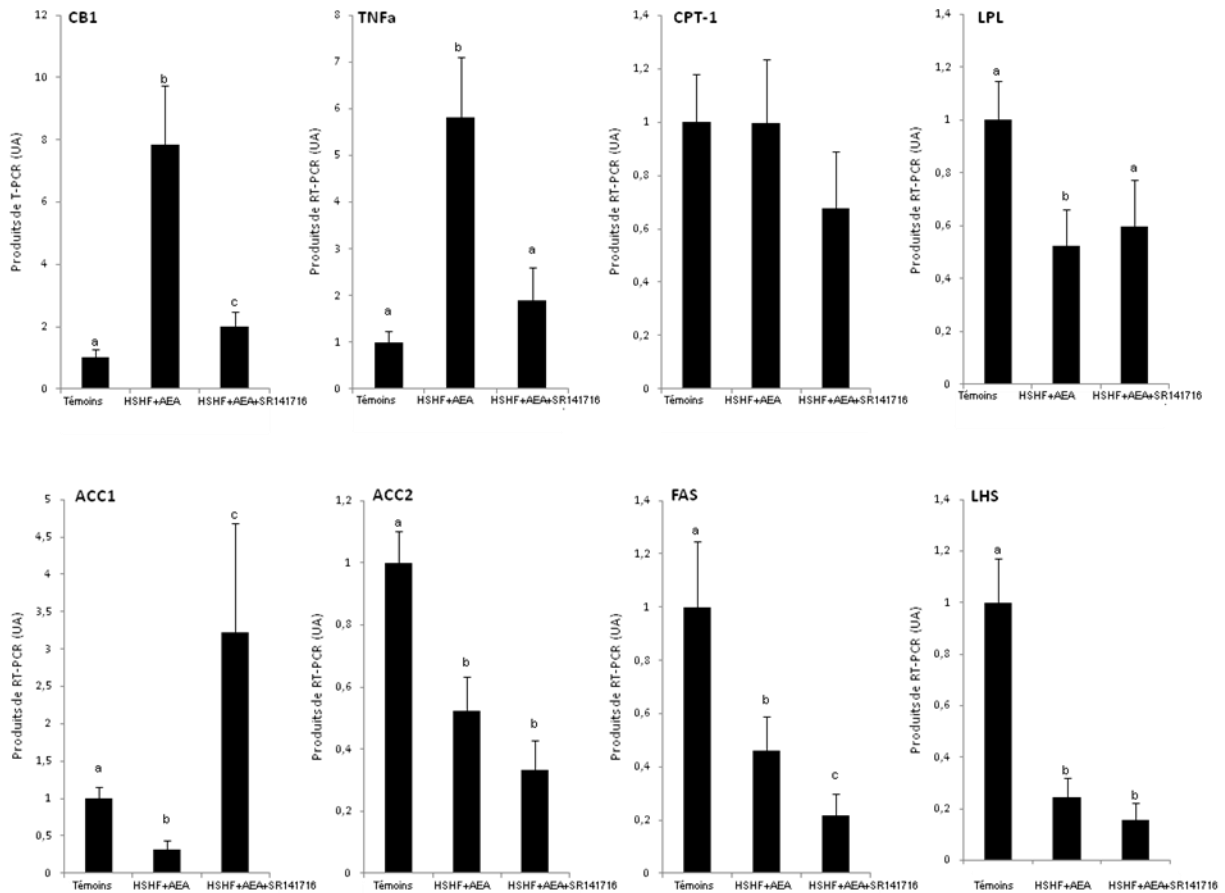 CB1
Produits de T-PCR (UA)
12
10
8
6
4
2
0
a
b
c
Témoins HSHF+AEA HSHF+AEA+SR141716
TNFa
Produits de RT-PCR (UA)
8
7
6
5
4
3
2
1
0
a
b
a
Témoins HSHF+AEA HSHF+AEA+SR141716
CPT-1
Produits de RT-PCR (UA)
1,4
1,2
1
0,8
0,6
0,4
0,2
0
Témoins HSHF+AEA HSHF+AEA+SR141716
LPL
Produits de RT-PCR (UA)
1,4
1,2
1
0,8
0,6
0,4
0,2
0
a
b
a
Témoins HSHF+AEA HSHF+AEA+SR141716
ACC1
Produits de RT-PCR (UA)
5
4,5
4
3,5
3
2,5
2
1,5
1
0,5
0
a
b
c
Témoins HSHF+AEA HSHF+AEA+SR141716
ACC2
Produits de RT-PCR (UA)
1,2
1
0,8
0,6
0,4
0,2
0
a
b
b
Témoins HSHF+AEA HSHF+AEA+SR141716
FAS
Produits de RT-PCR (UA)
1,4
1,2
1
0,8
0,6
0,4
0,2
0
a
b
c
Témoins HSHF+AEA HSHF+AEA+SR141716
LHS
Produits de RT-PCR (UA)
1,4
1,2
1
0,8
0,6
0,4
0,2
0
a
b
b
Témoins HSHF+AEA HSHF+AEA+SR141716